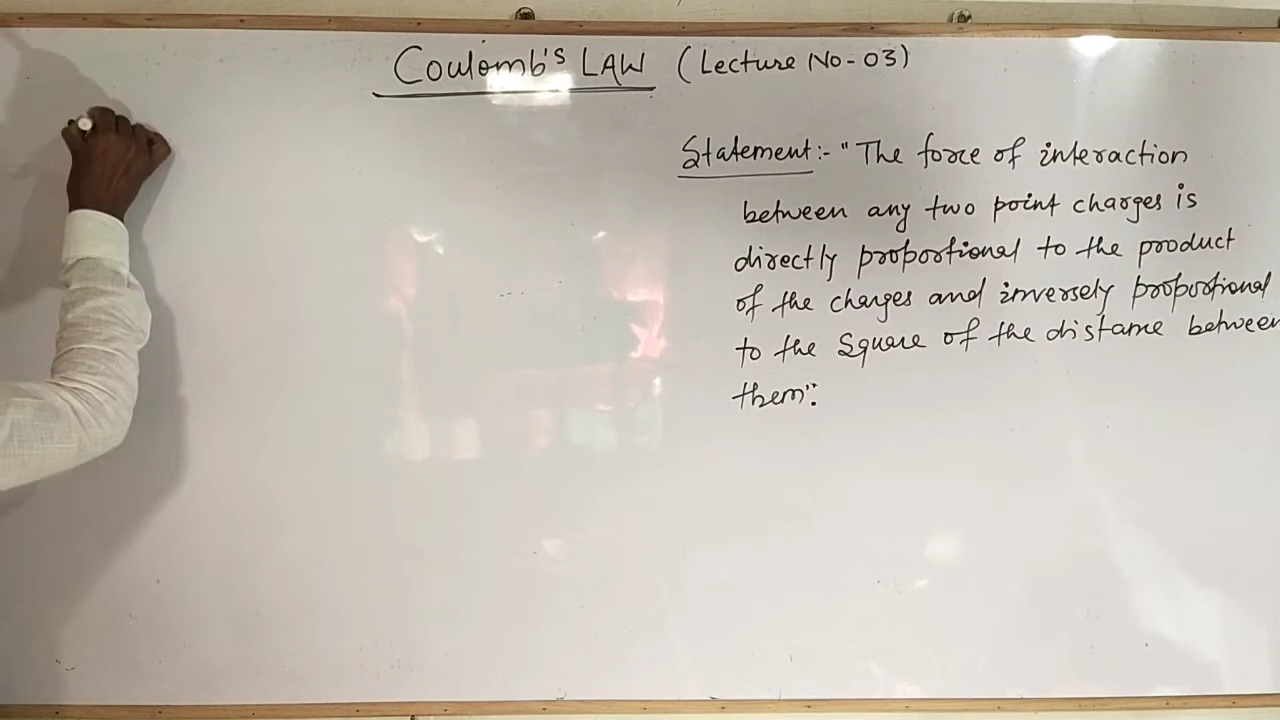 Coulomb's LAW (Lecture No-03)
Statement:- "The force of interaction
between any two point charges is
directly proportional to the product
of the charges and inversely proportional
to the Square of the distance between
them".